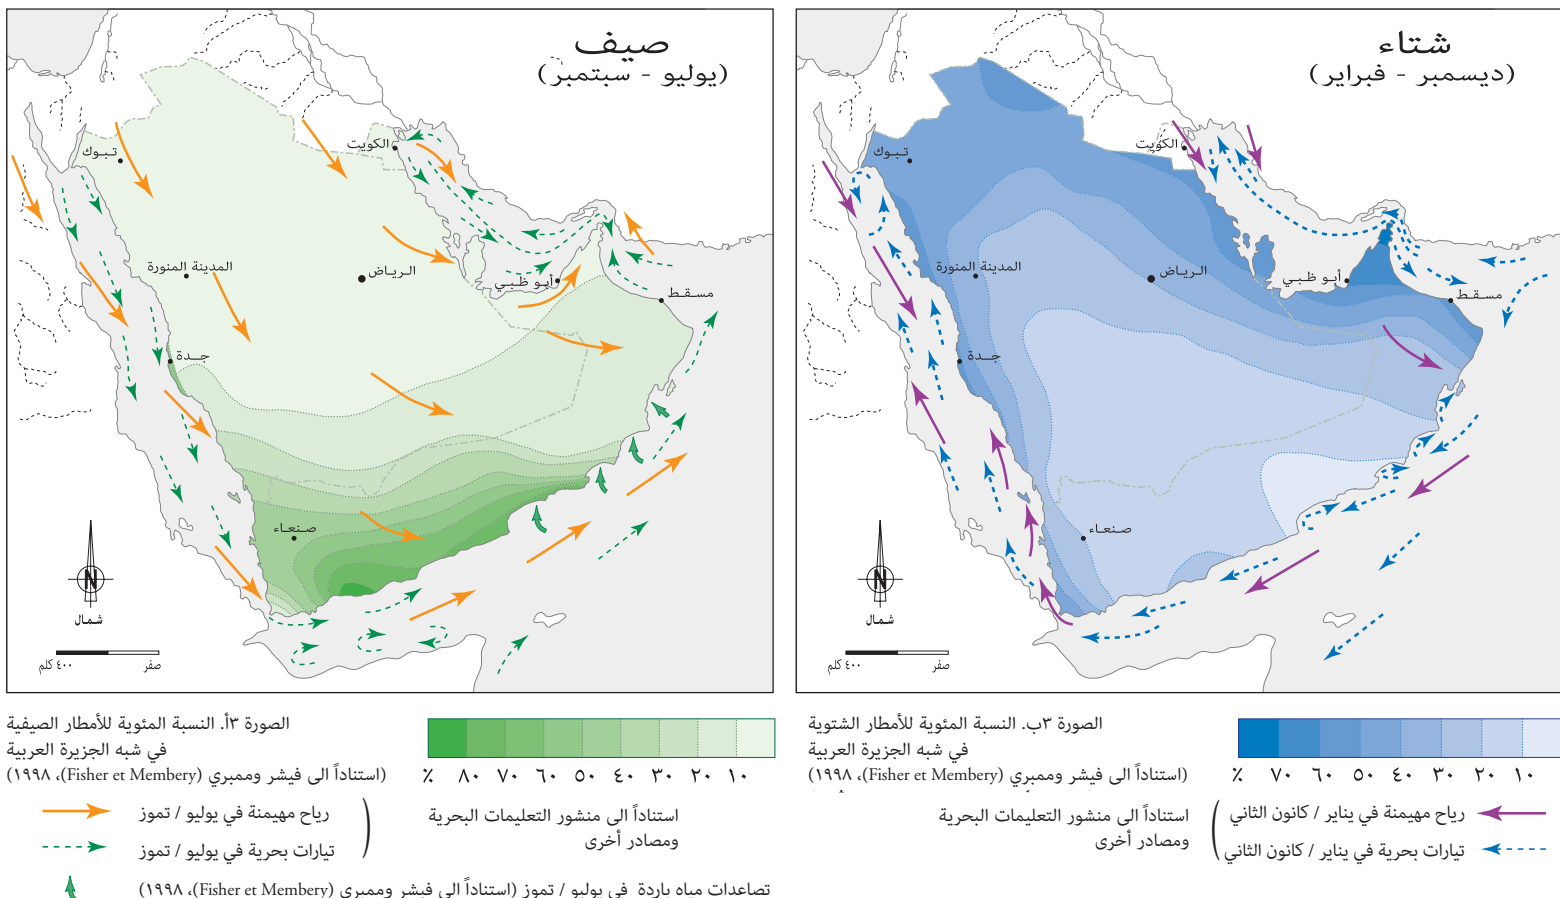 صيف
(يوليو - سبتمبر)
تبوك
الكويت
المدينة المنورة
الرياض
أبو ظبي
مسقط
جدة
صنعاء
N
شمال
صفر
٤٠٠ كلم
شتاء
(ديسمبر - فبراير)
تبوك
الكويت
المدينة المنورة
الرياض
أبو ظبي
مسقط
جدة
صنعاء
N
شمال
صفر
٤٠٠ كلم
الصورة ٣أ. النسبة المئوية للأمطار الصيفية
في شبه الجزيرة العربية
(استناداً الى فيشر وممبري (Fisher et Membery)، ١٩٩٨)
١٠ ٢٠ ٣٠ ٤٠ ٥٠ ٦٠ ٧٠ ٨٠ ٪
رياح مهيمنة في يوليو / تموز
تيارات بحرية في يوليو / تموز
استناداً الى منشور التعليمات البحرية
ومصادر أخرى
تصاعدات مياه باردة في يوليو / تموز (استناداً الى فيشر وممبري (Fisher et Membery)، ١٩٩٨)
الصورة ٣ب. النسبة المئوية للأمطار الشتوية
في شبه الجزيرة العربية
(استناداً الى فيشر وممبري (Fisher et Membery)، ١٩٩٨)
١٠ ٢٠ ٣٠ ٤٠ ٥٠ ٦٠ ٧٠ ٪
رياح مهيمنة في يناير / كانون الثاني
تيارات بحرية في يناير / كانون الثاني
استناداً الى منشور التعليمات البحرية
ومصادر أخرى